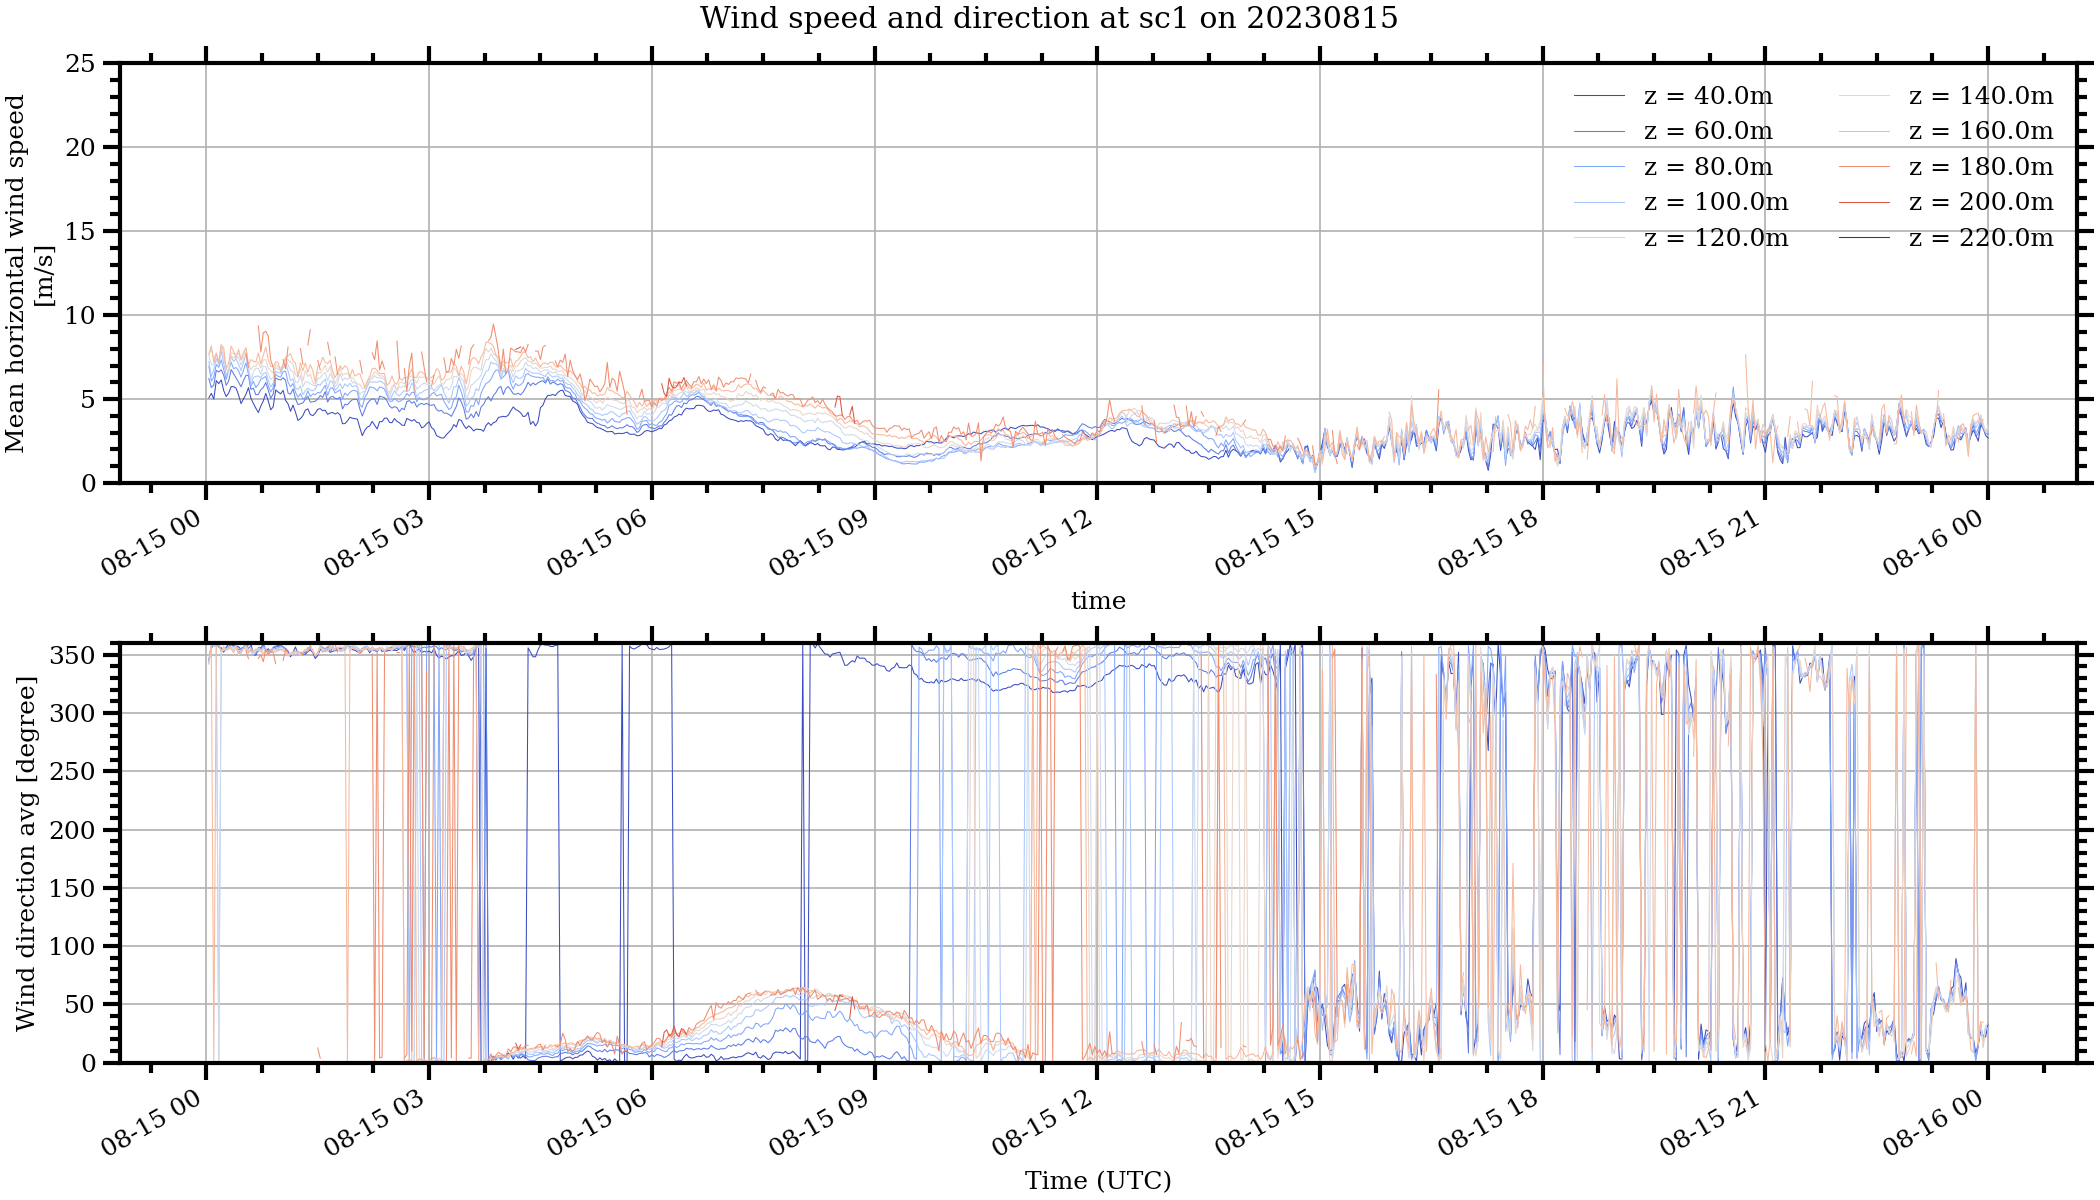 Wind speed and direction at sc1 on 20230815
Mean horizontal wind speed
[m/s]
25
20
15
10
5
0
z = 40.0m
z = 60.0m
z = 80.0m
z = 100.0m
z = 120.0m
z = 140.0m
z = 160.0m
z = 180.0m
z = 200.0m
z = 220.0m
08-15 00
08-15 03
08-15 06
08-15 09
08-15 12
08-15 15
08-15 18
08-15 21
08-16 00
time
Wind direction avg [degree]
350
300
250
200
150
100
50
0
08-15 00
08-15 03
08-15 06
08-15 09
08-15 12
08-15 15
08-15 18
08-15 21
08-16 00
Time (UTC)